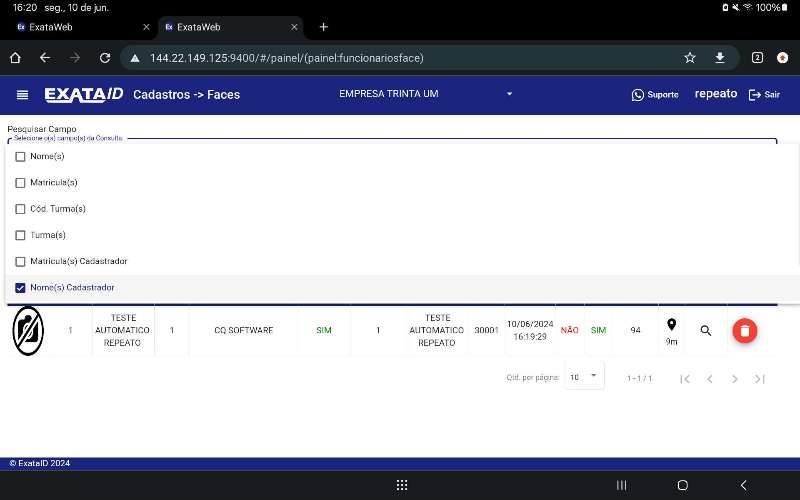 16:20 seg., 10 de jun.
100%
Ex ExataWeb
Ex ExataWeb
144.22.149.125:9400/#/painel/(painel:funcionariosface)
2
EXATAID
Cadastros -> Faces
EMPRESA TRINTA UM
Suporte
repeato
Sair
Pesquisar Campo
Selecione o(s) campo(s) da Consulta
Nome(s)
Matricula(s)
Cód. Turma(s)
Turma(s)
Matricula(s) Cadastrador
Nome(s) Cadastrador
1
TESTE
AUTOMATICO
REPEATO
1
CQ SOFTWARE
SIM
1
TESTE
AUTOMATICO
REPEATO
30001
10/06/2024
16:19:29
NÃO
SIM
94
9m
Qtd. por página:
10
1 - 1 / 1
© ExataID 2024